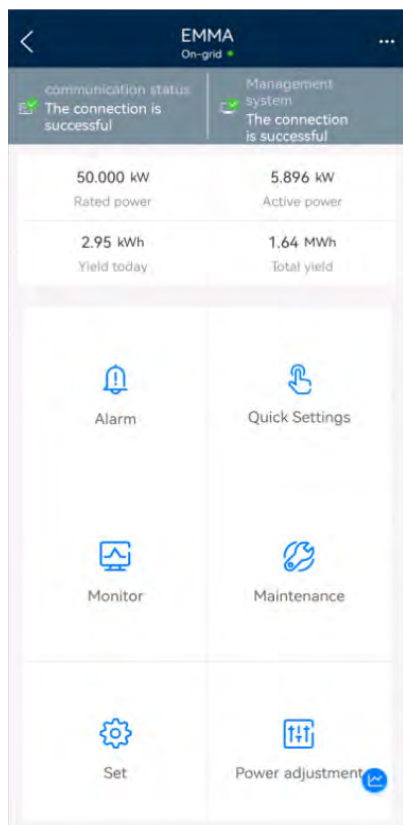 EMMA
On-grid
communication status
The connection is
successful
Management
system
The connection
is successful
50.000 kW
Rated power
5.896 kW
Active power
2.95 kWh
Yield today
1.64 MWh
Total yield
Alarm
Quick Settings
Monitor
Maintenance
Set
Power adjustment